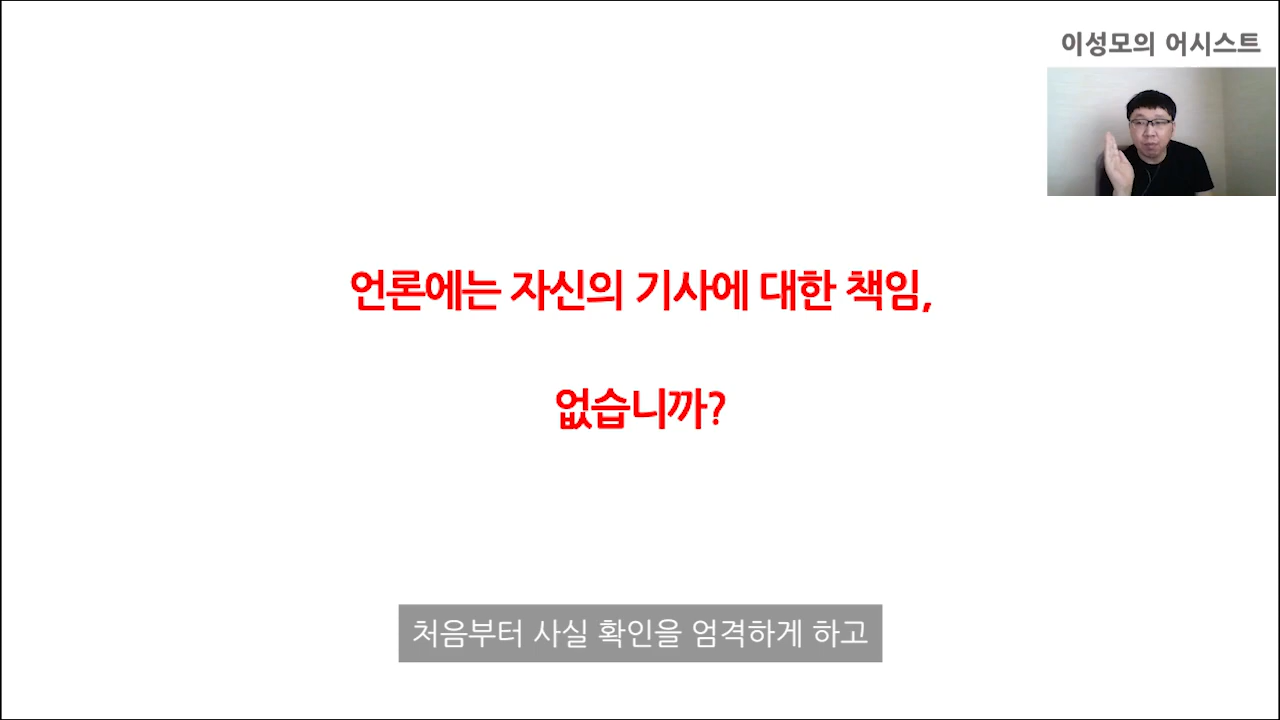 이성모의 어시스트
언론에는 자신의 기사에 대한 책임,
없습니까?
처음부터 사실 확인을 엄격하게 하고